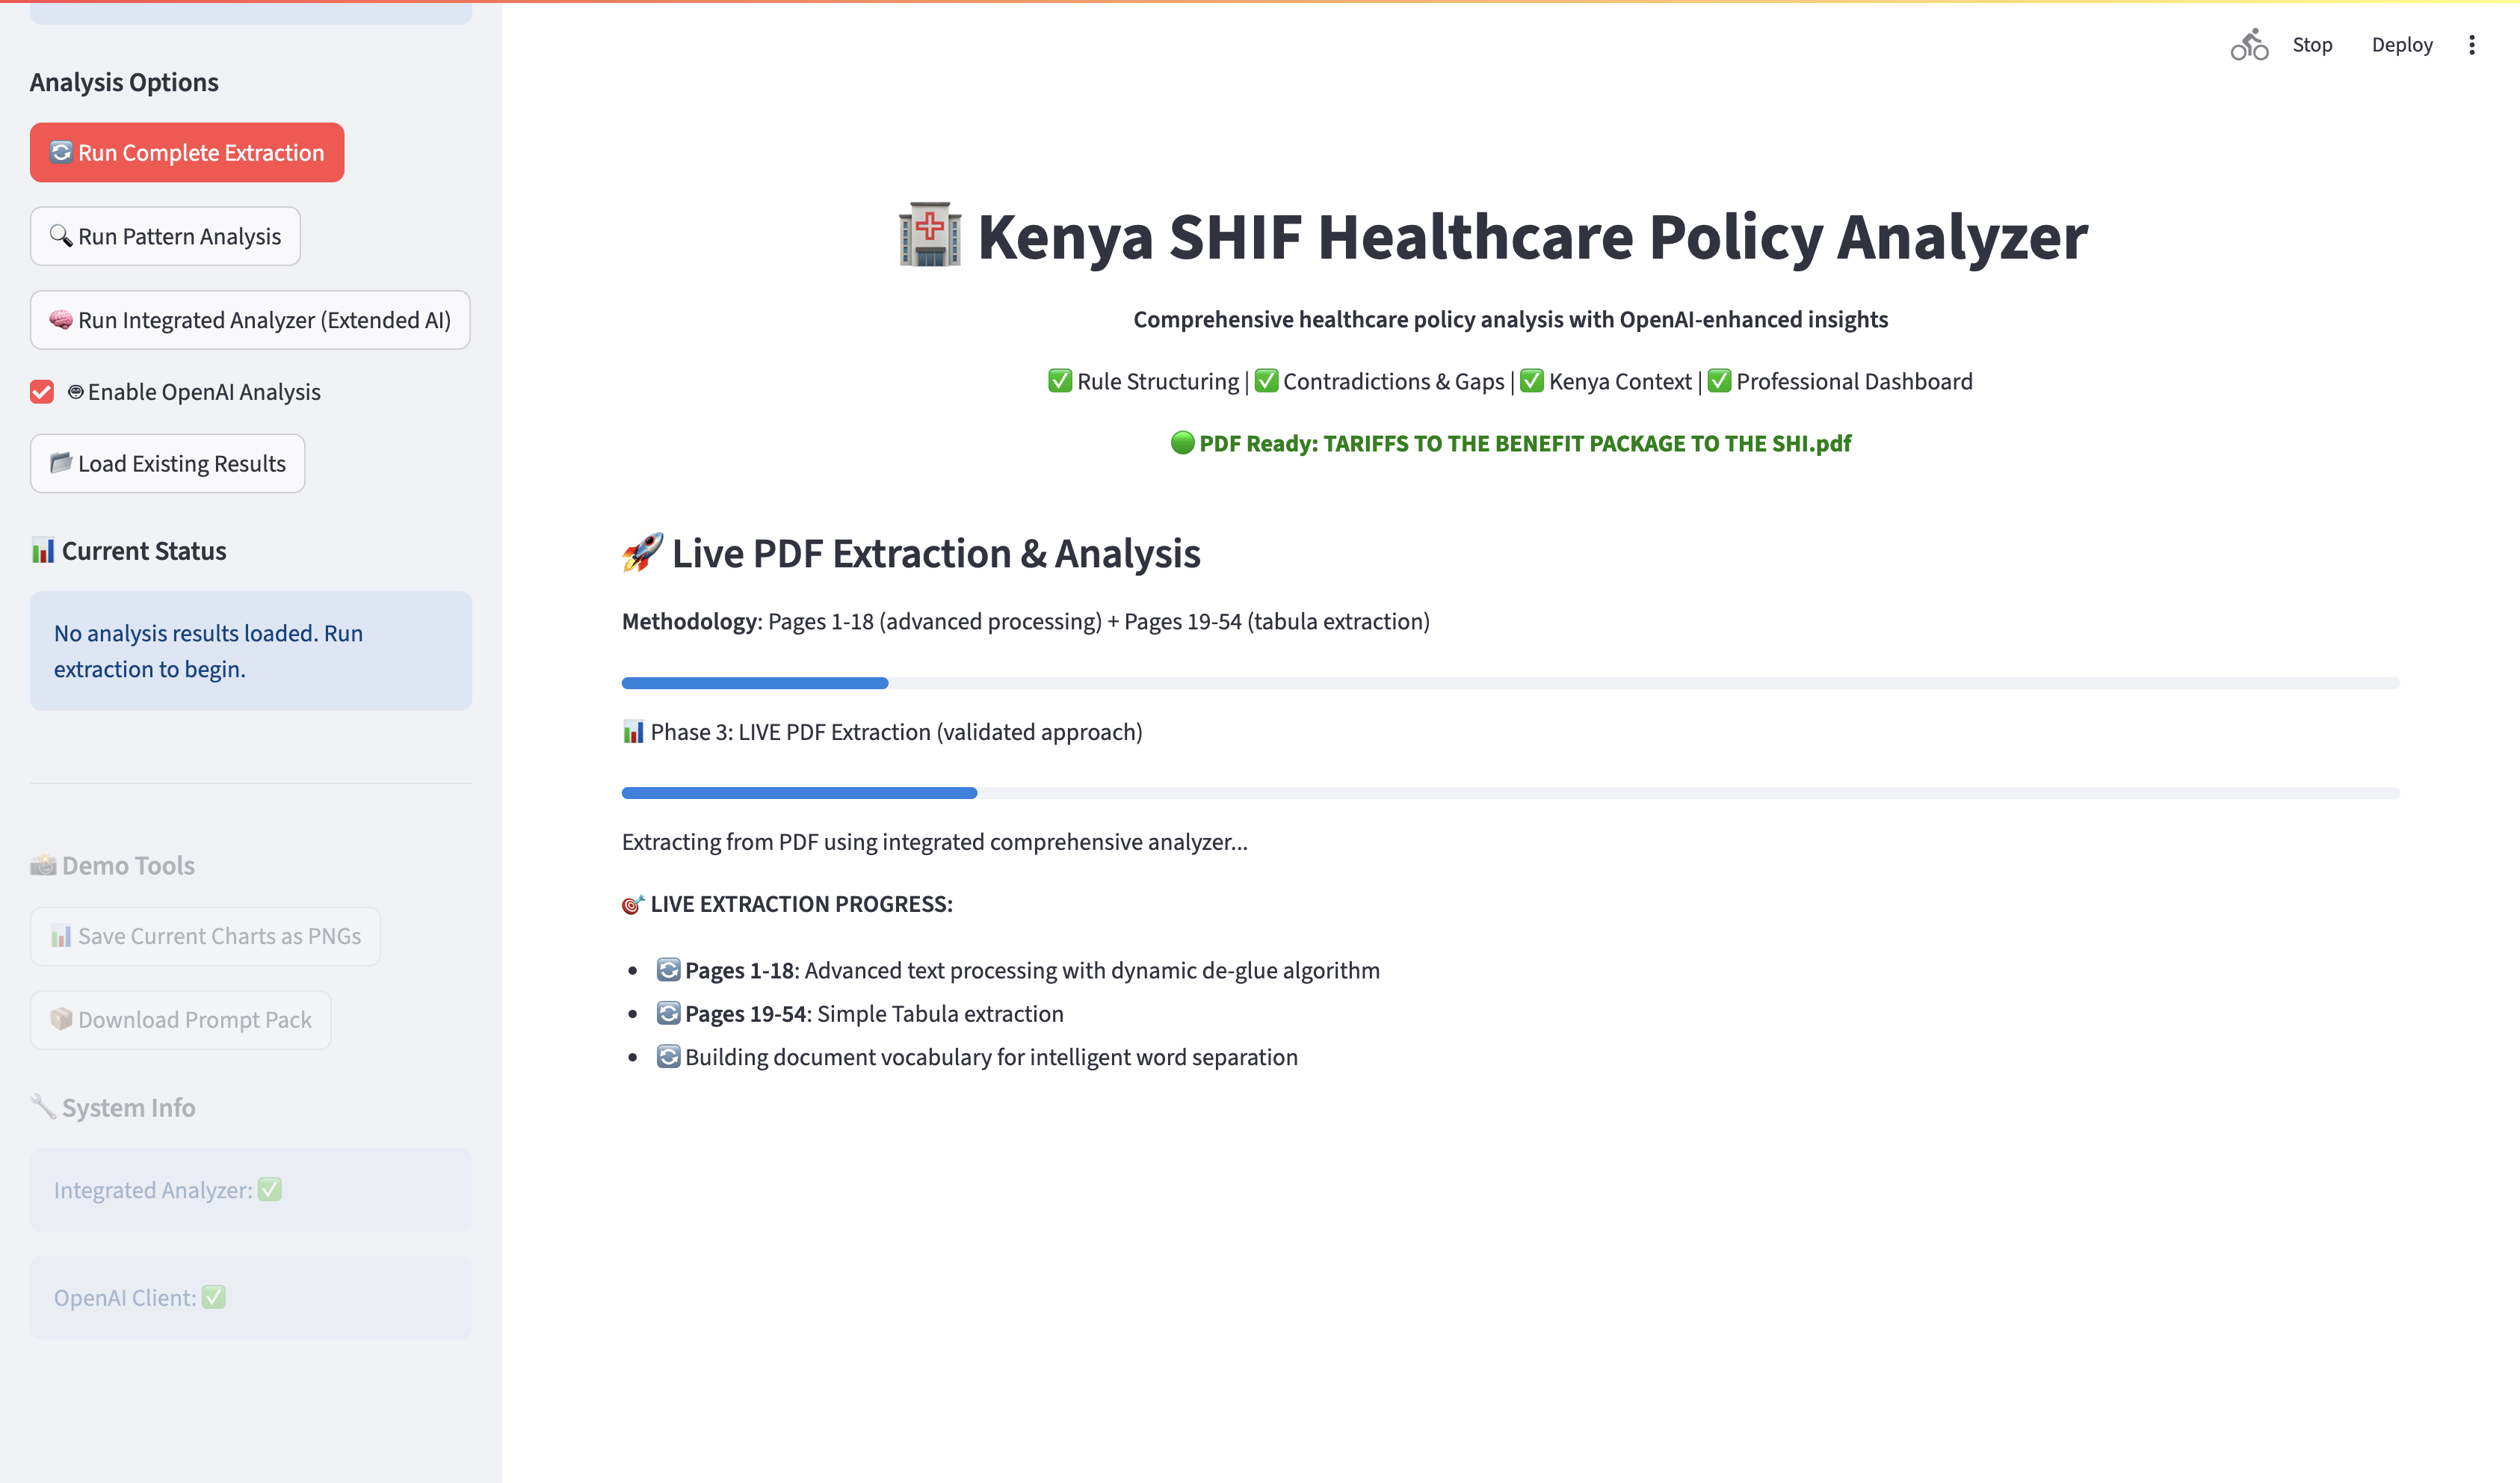 Analysis Options
🔄 Run Complete Extraction
🔍 Run Pattern Analysis
🧠 Run Integrated Analyzer (Extended AI)
🤓 Enable OpenAI Analysis
📂 Load Existing Results
📊 Current Status
No analysis results loaded. Run
extraction to begin.
📸 Demo Tools
📊 Save Current Charts as PNGs
📦 Download Prompt Pack
🔧 System Info
Integrated Analyzer: ✅
OpenAI Client: ✅
Stop Deploy
🏥 Kenya SHIF Healthcare Policy Analyzer
Comprehensive healthcare policy analysis with OpenAI-enhanced insights
✅ Rule Structuring | ✅ Contradictions & Gaps | ✅ Kenya Context | ✅ Professional Dashboard
🟢 PDF Ready: TARIFFS TO THE BENEFIT PACKAGE TO THE SHI.pdf
🚀 Live PDF Extraction & Analysis
Methodology: Pages 1-18 (advanced processing) + Pages 19-54 (tabula extraction)
📊 Phase 3: LIVE PDF Extraction (validated approach)
Extracting from PDF using integrated comprehensive analyzer...
🎯 LIVE EXTRACTION PROGRESS:
• 🔄 Pages 1-18: Advanced text processing with dynamic de-glue algorithm
• 🔄 Pages 19-54: Simple Tabula extraction
• 🔄 Building document vocabulary for intelligent word separation